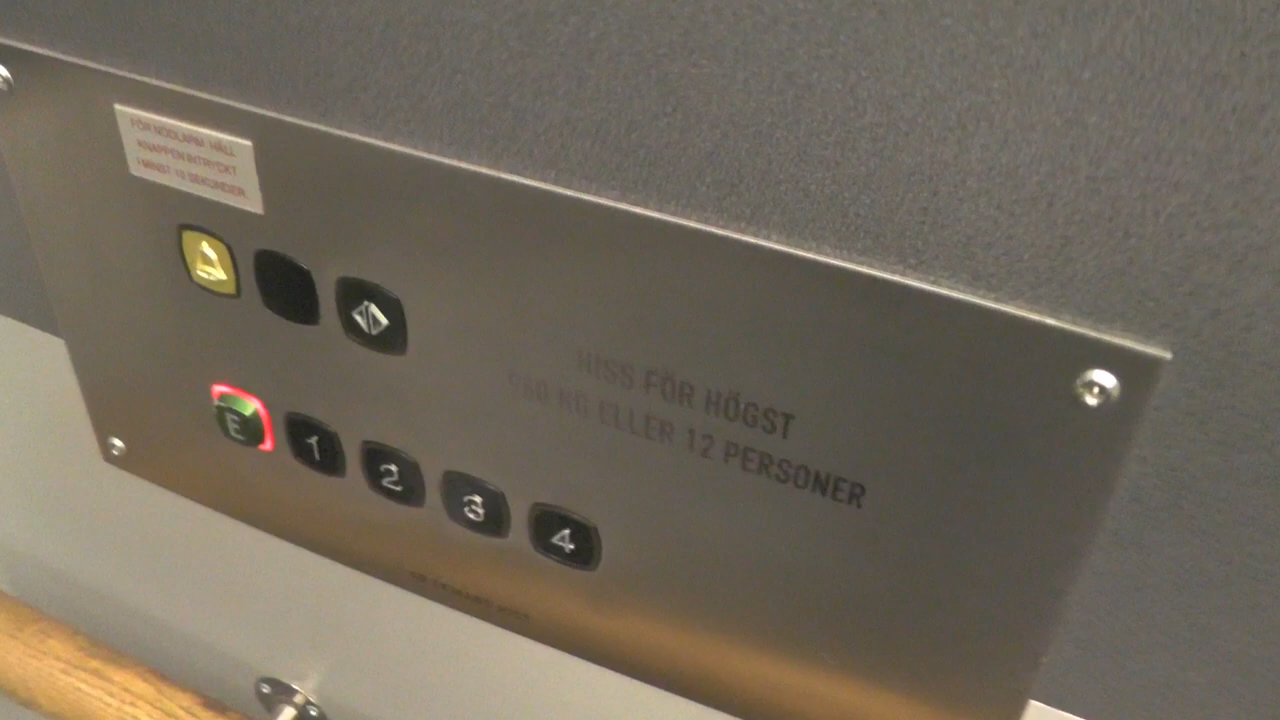 FÖR NÖDLARM HÅLL
KNAPPEN INTRYCKT
I MINST 10 SEKUNDER
HISS FÖR HÖGST
950 KG ELLER 12 PERSONER
E 1 2 3 4